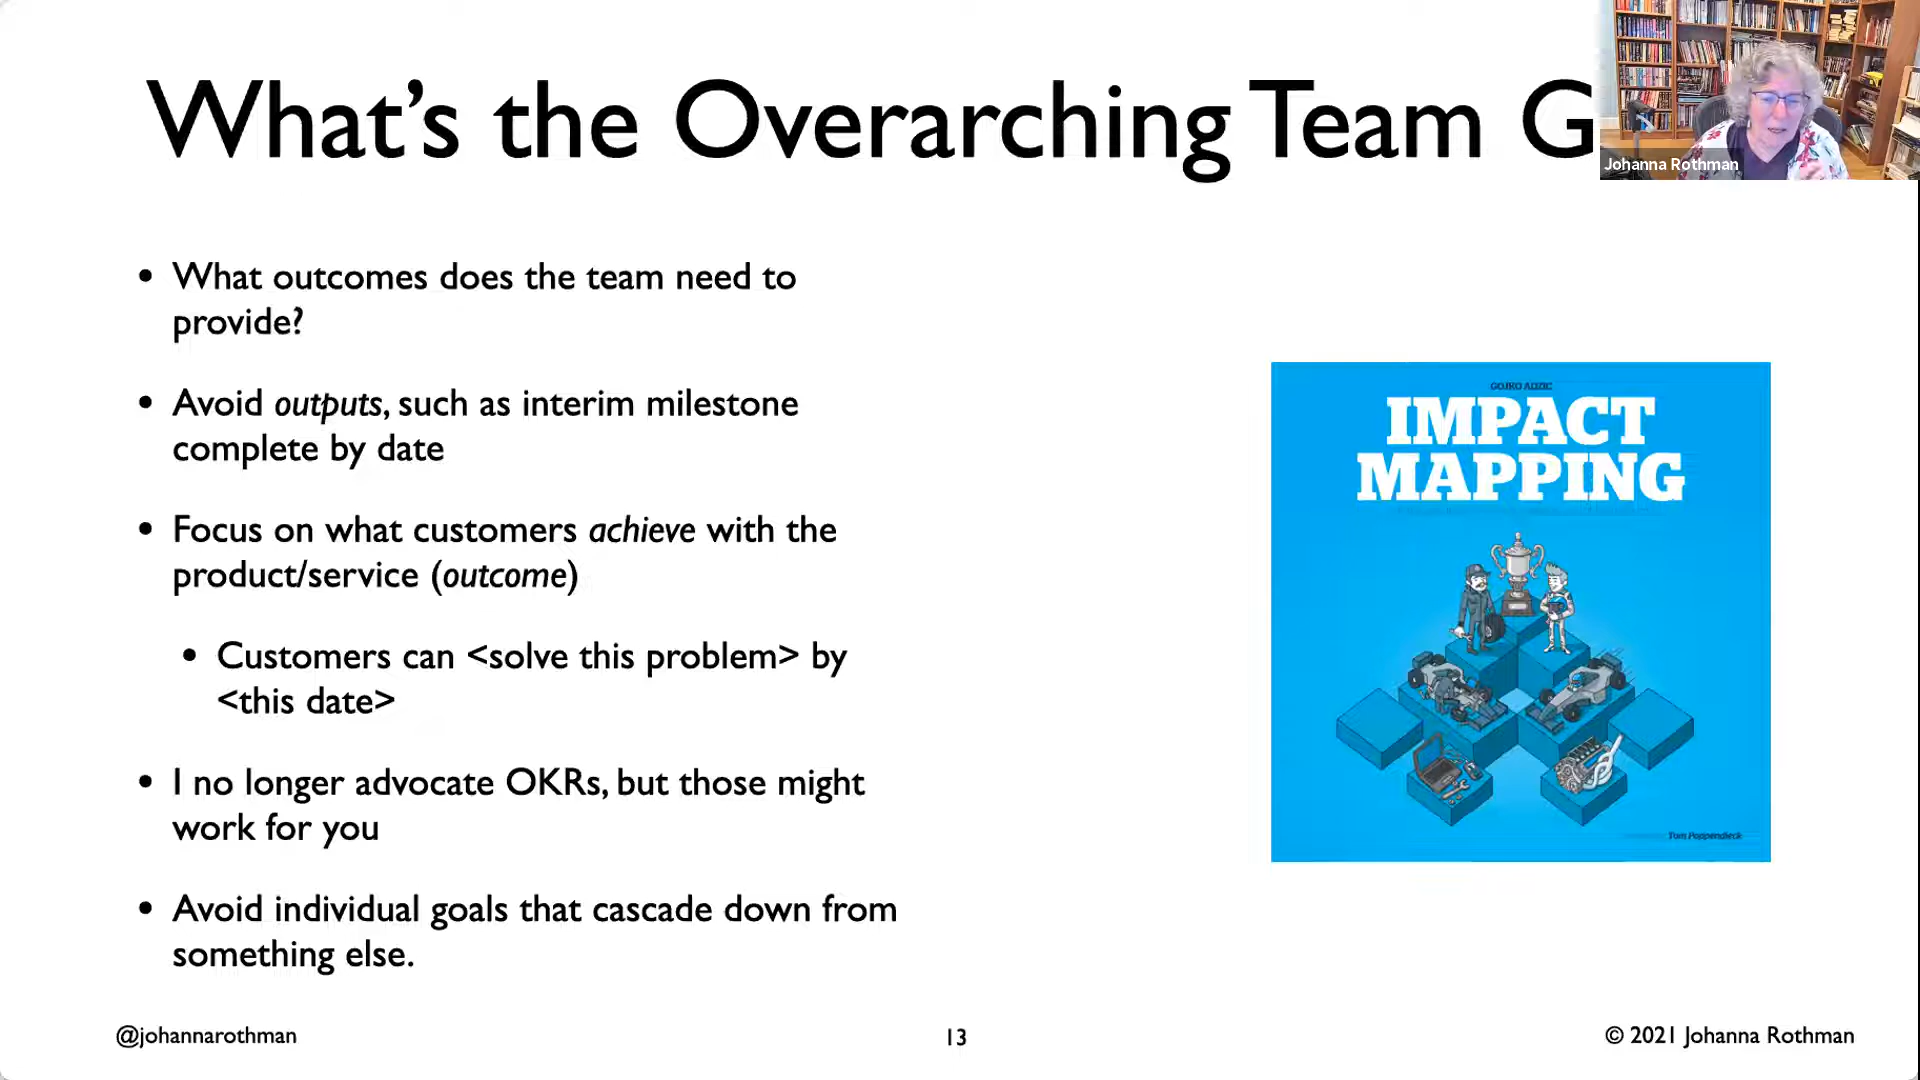 What's the Overarching Team G
Johanna Rothman
• What outcomes does the team need to
provide?
• Avoid outputs, such as interim milestone
complete by date
• Focus on what customers achieve with the
product/service (outcome)
• Customers can <solve this problem> by
<this date>
• I no longer advocate OKRs, but those might
work for you
• Avoid individual goals that cascade down from
something else.
GOJKO ADZIC
IMPACT
MAPPING
Tom Poppendieck
@johannarothman
13
© 2021 Johanna Rothman